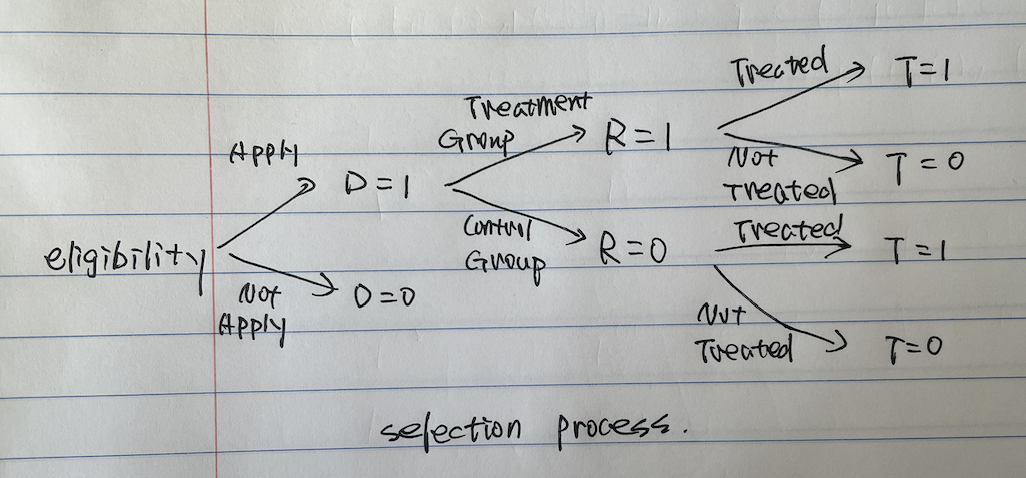 eligibility
Apply
D=1
Not
Apply
D=0
Treatment
Group
R=1
Control
Group
R=0
Treated
T=1
Not
Treated
T=0
Treated
T=1
Not
Treated
T=0
selection process.